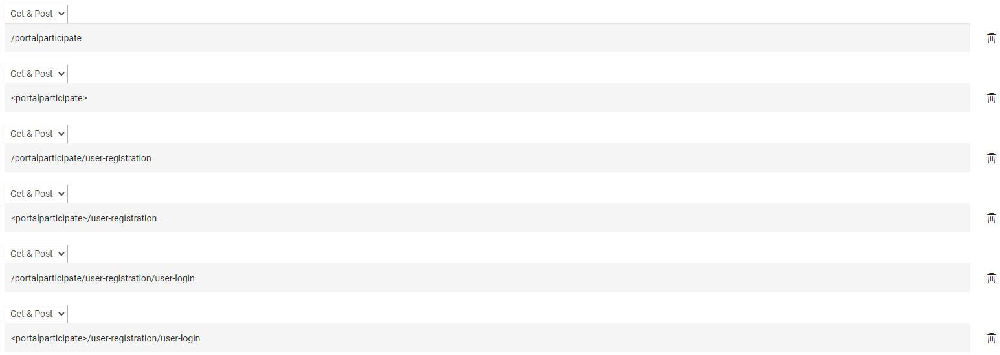 Get & Post
/portalparticipate
Get & Post
<portalparticipate>
Get & Post
/portalparticipate/user-registration
Get & Post
<portalparticipate>/user-registration
Get & Post
/portalparticipate/user-registration/user-login
Get & Post
<portalparticipate>/user-registration/user-login